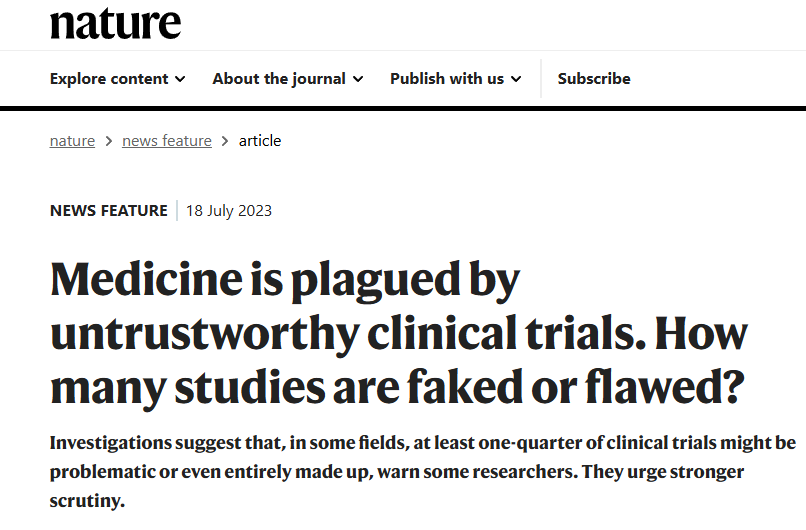 nature
Explore content About the journal Publish with us Subscribe
nature > news feature > article
NEWS FEATURE | 18 July 2023
Medicine is plagued by
untrustworthy clinical trials. How
many studies are faked or flawed?
Investigations suggest that, in some fields, at least one-quarter of clinical trials might be
problematic or even entirely made up, warn some researchers. They urge stronger
scrutiny.